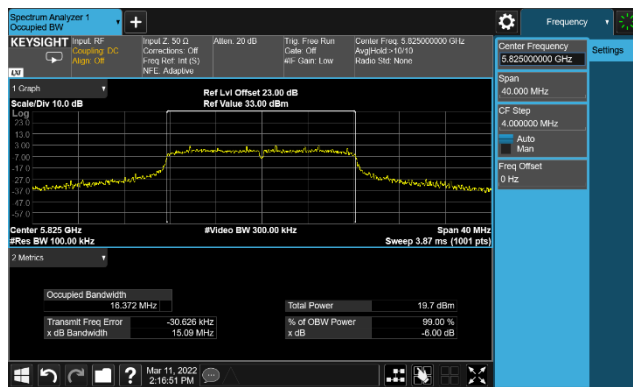 Spectrum Analyzer 1
Occupied BW
Frequency
KEYSIGHT
Input: RF
Coupling: DC
Align: Off
Input Z: 50 Ω
Corrections: Off
Freq Ref: Int (S)
NFE: Adaptive
Atten: 20 dB
Trig: Free Run
Gate: Off
#IF Gain: Low
Center Freq: 5.825000000 GHz
Avg|Hold:>10/10
Radio Std: None
LXI
Center Frequency
5.825000000 GHz
Settings
Span
40.000 MHz
CF Step
4.000000 MHz
Auto
Man
Freq Offset
0 Hz
1 Graph
Scale/Div 10.0 dB
Ref Lvl Offset 23.00 dB
Ref Value 33.00 dBm
Log
23.0
13.0
3.00
-7.00
-17.0
-27.0
-37.0
-47.0
-57.0
Center 5.825 GHz
#Video BW 300.00 kHz
Span 40 MHz
#Res BW 100.00 kHz
Sweep 3.87 ms (1001 pts)
2 Metrics
Occupied Bandwidth
16.372 MHz
Total Power 19.7 dBm
Transmit Freq Error -30.626 kHz
% of OBW Power 99.00 %
x dB Bandwidth 15.09 MHz
x dB -6.00 dB
Mar 11, 2022
2:16:51 PM